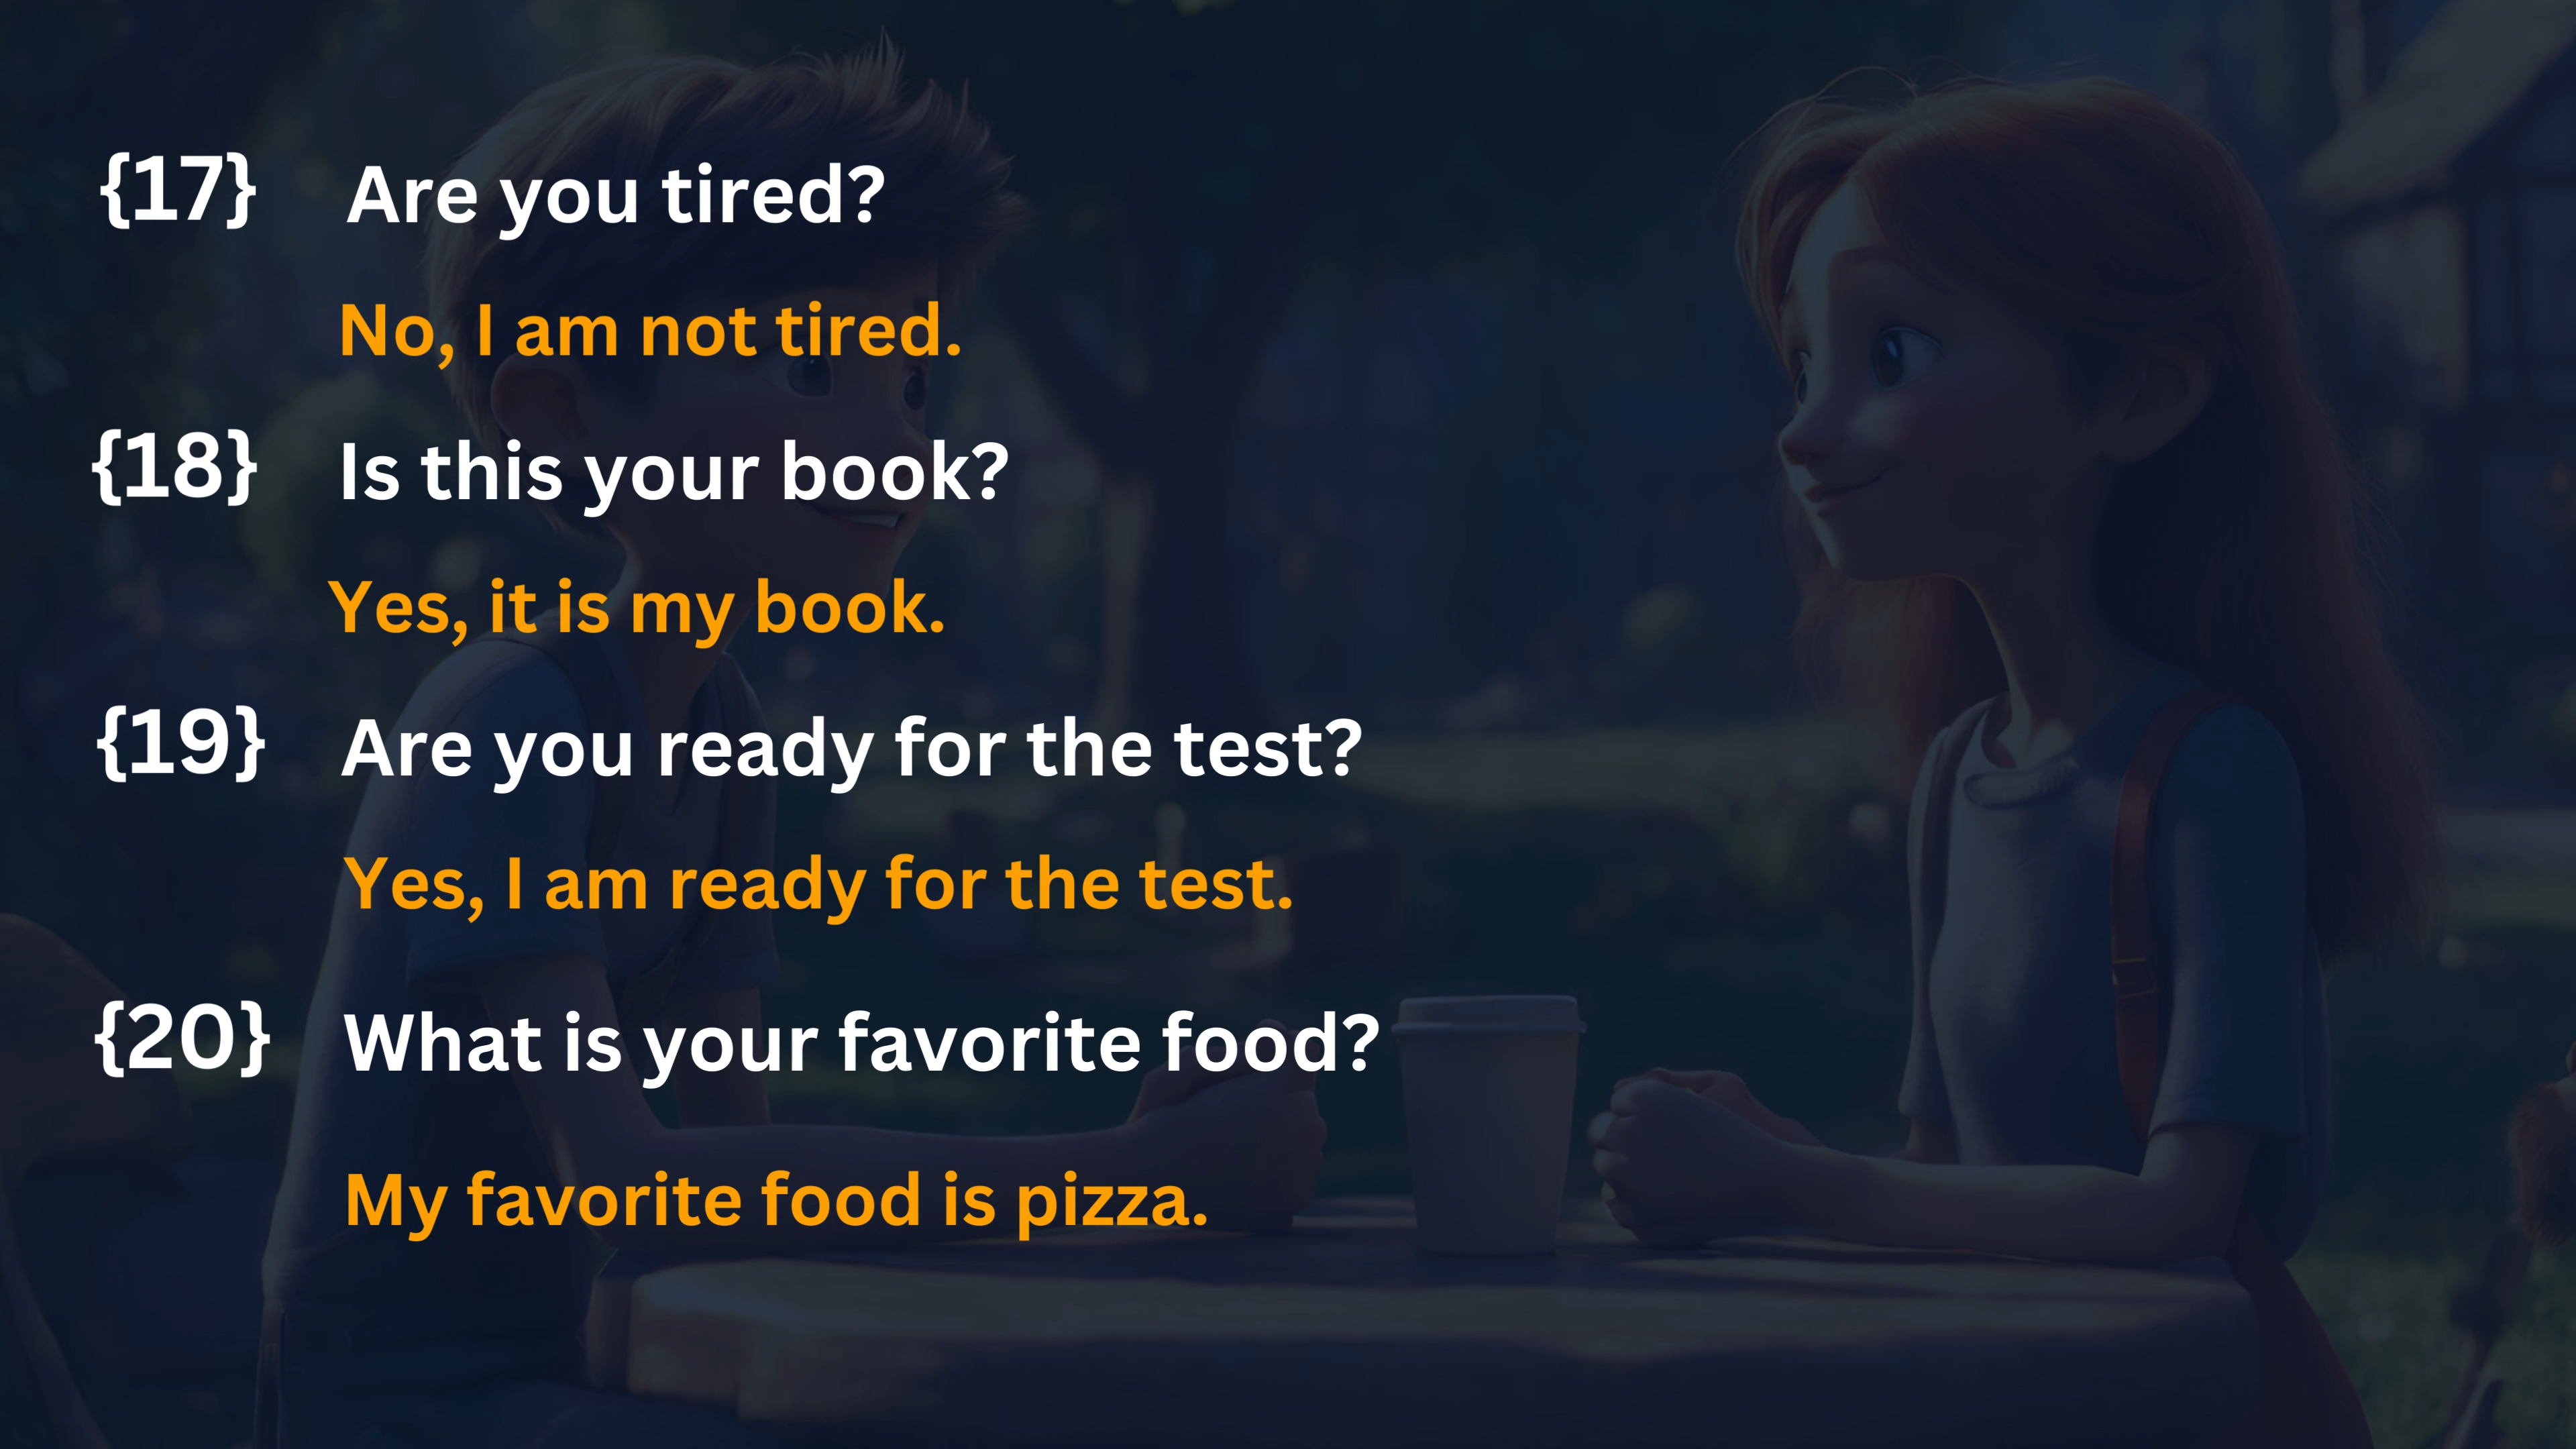 {17} Are you tired?
No, I am not tired.
{18} Is this your book?
Yes, it is my book.
{19} Are you ready for the test?
Yes, I am ready for the test.
{20} What is your favorite food?
My favorite food is pizza.